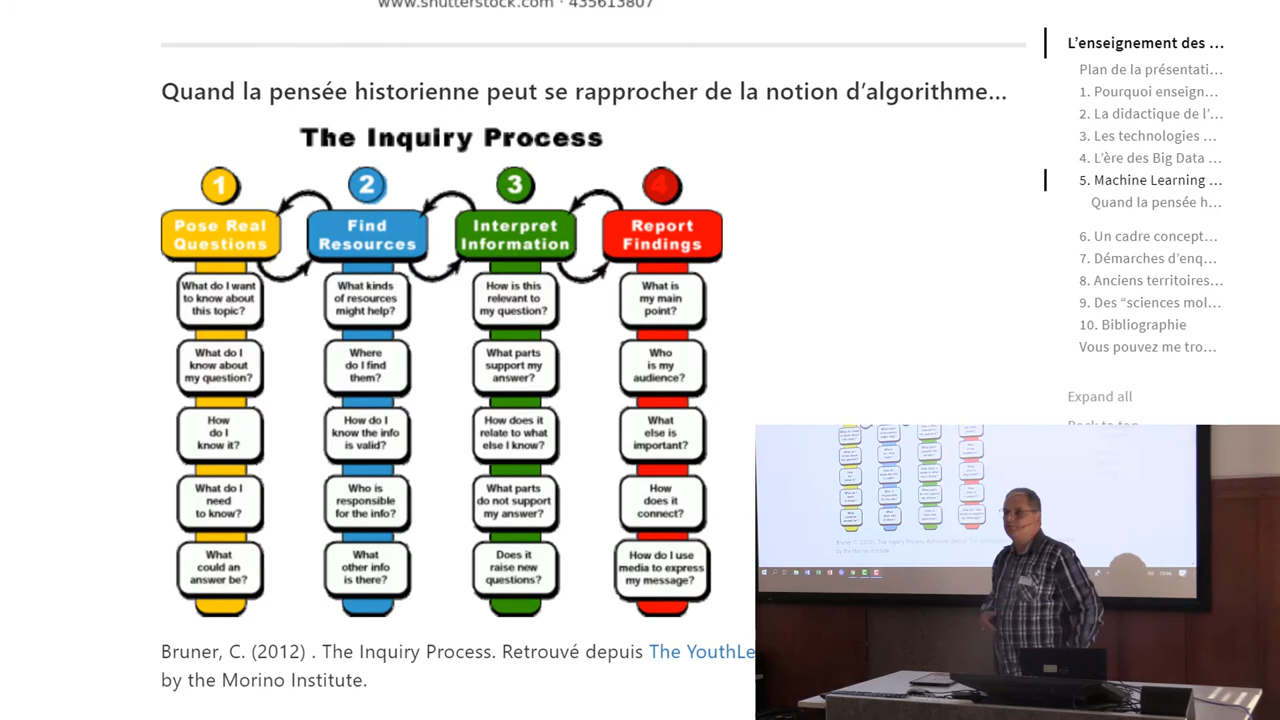 www.shutterstock.com · 435613807
Quand la pensée historienne peut se rapprocher de la notion d'algorithme...
The Inquiry Process
1
2
3
4
Pose Real
Questions
Find
Resources
Interpret
Information
Report
Findings
What do I want
to know about
this topic?
What kinds
of resources
might help?
How is this
relevant to
my question?
What is
my main
point?
What do I
know about
my question?
Where
do I find
them?
What parts
support my
answer?
Who
is my
audience?
How
do I
know it?
How do I
know the info
is valid?
How does it
relate to what
else I know?
What
else is
important?
What do I
need
to know?
Who is
responsible
for the info?
What parts
do not support
my answer?
How
does it
connect?
What
could an
answer be?
What
other info
is there?
Does it
raise new
questions?
How do I use
media to express
my message?
Bruner, C. (2012) . The Inquiry Process. Retrouvé depuis The YouthLe
by the Morino Institute.
L'enseignement des ...
Plan de la présentati...
1. Pourquoi enseign...
2. La didactique de l'...
3. Les technologies ...
4. L'ère des Big Data ...
5. Machine Learning ...
Quand la pensée h...
6. Un cadre concept...
7. Démarches d'enq...
8. Anciens territoires...
9. Des "sciences mol...
10. Bibliographie
Vous pouvez me tro...
Expand all
Back to top